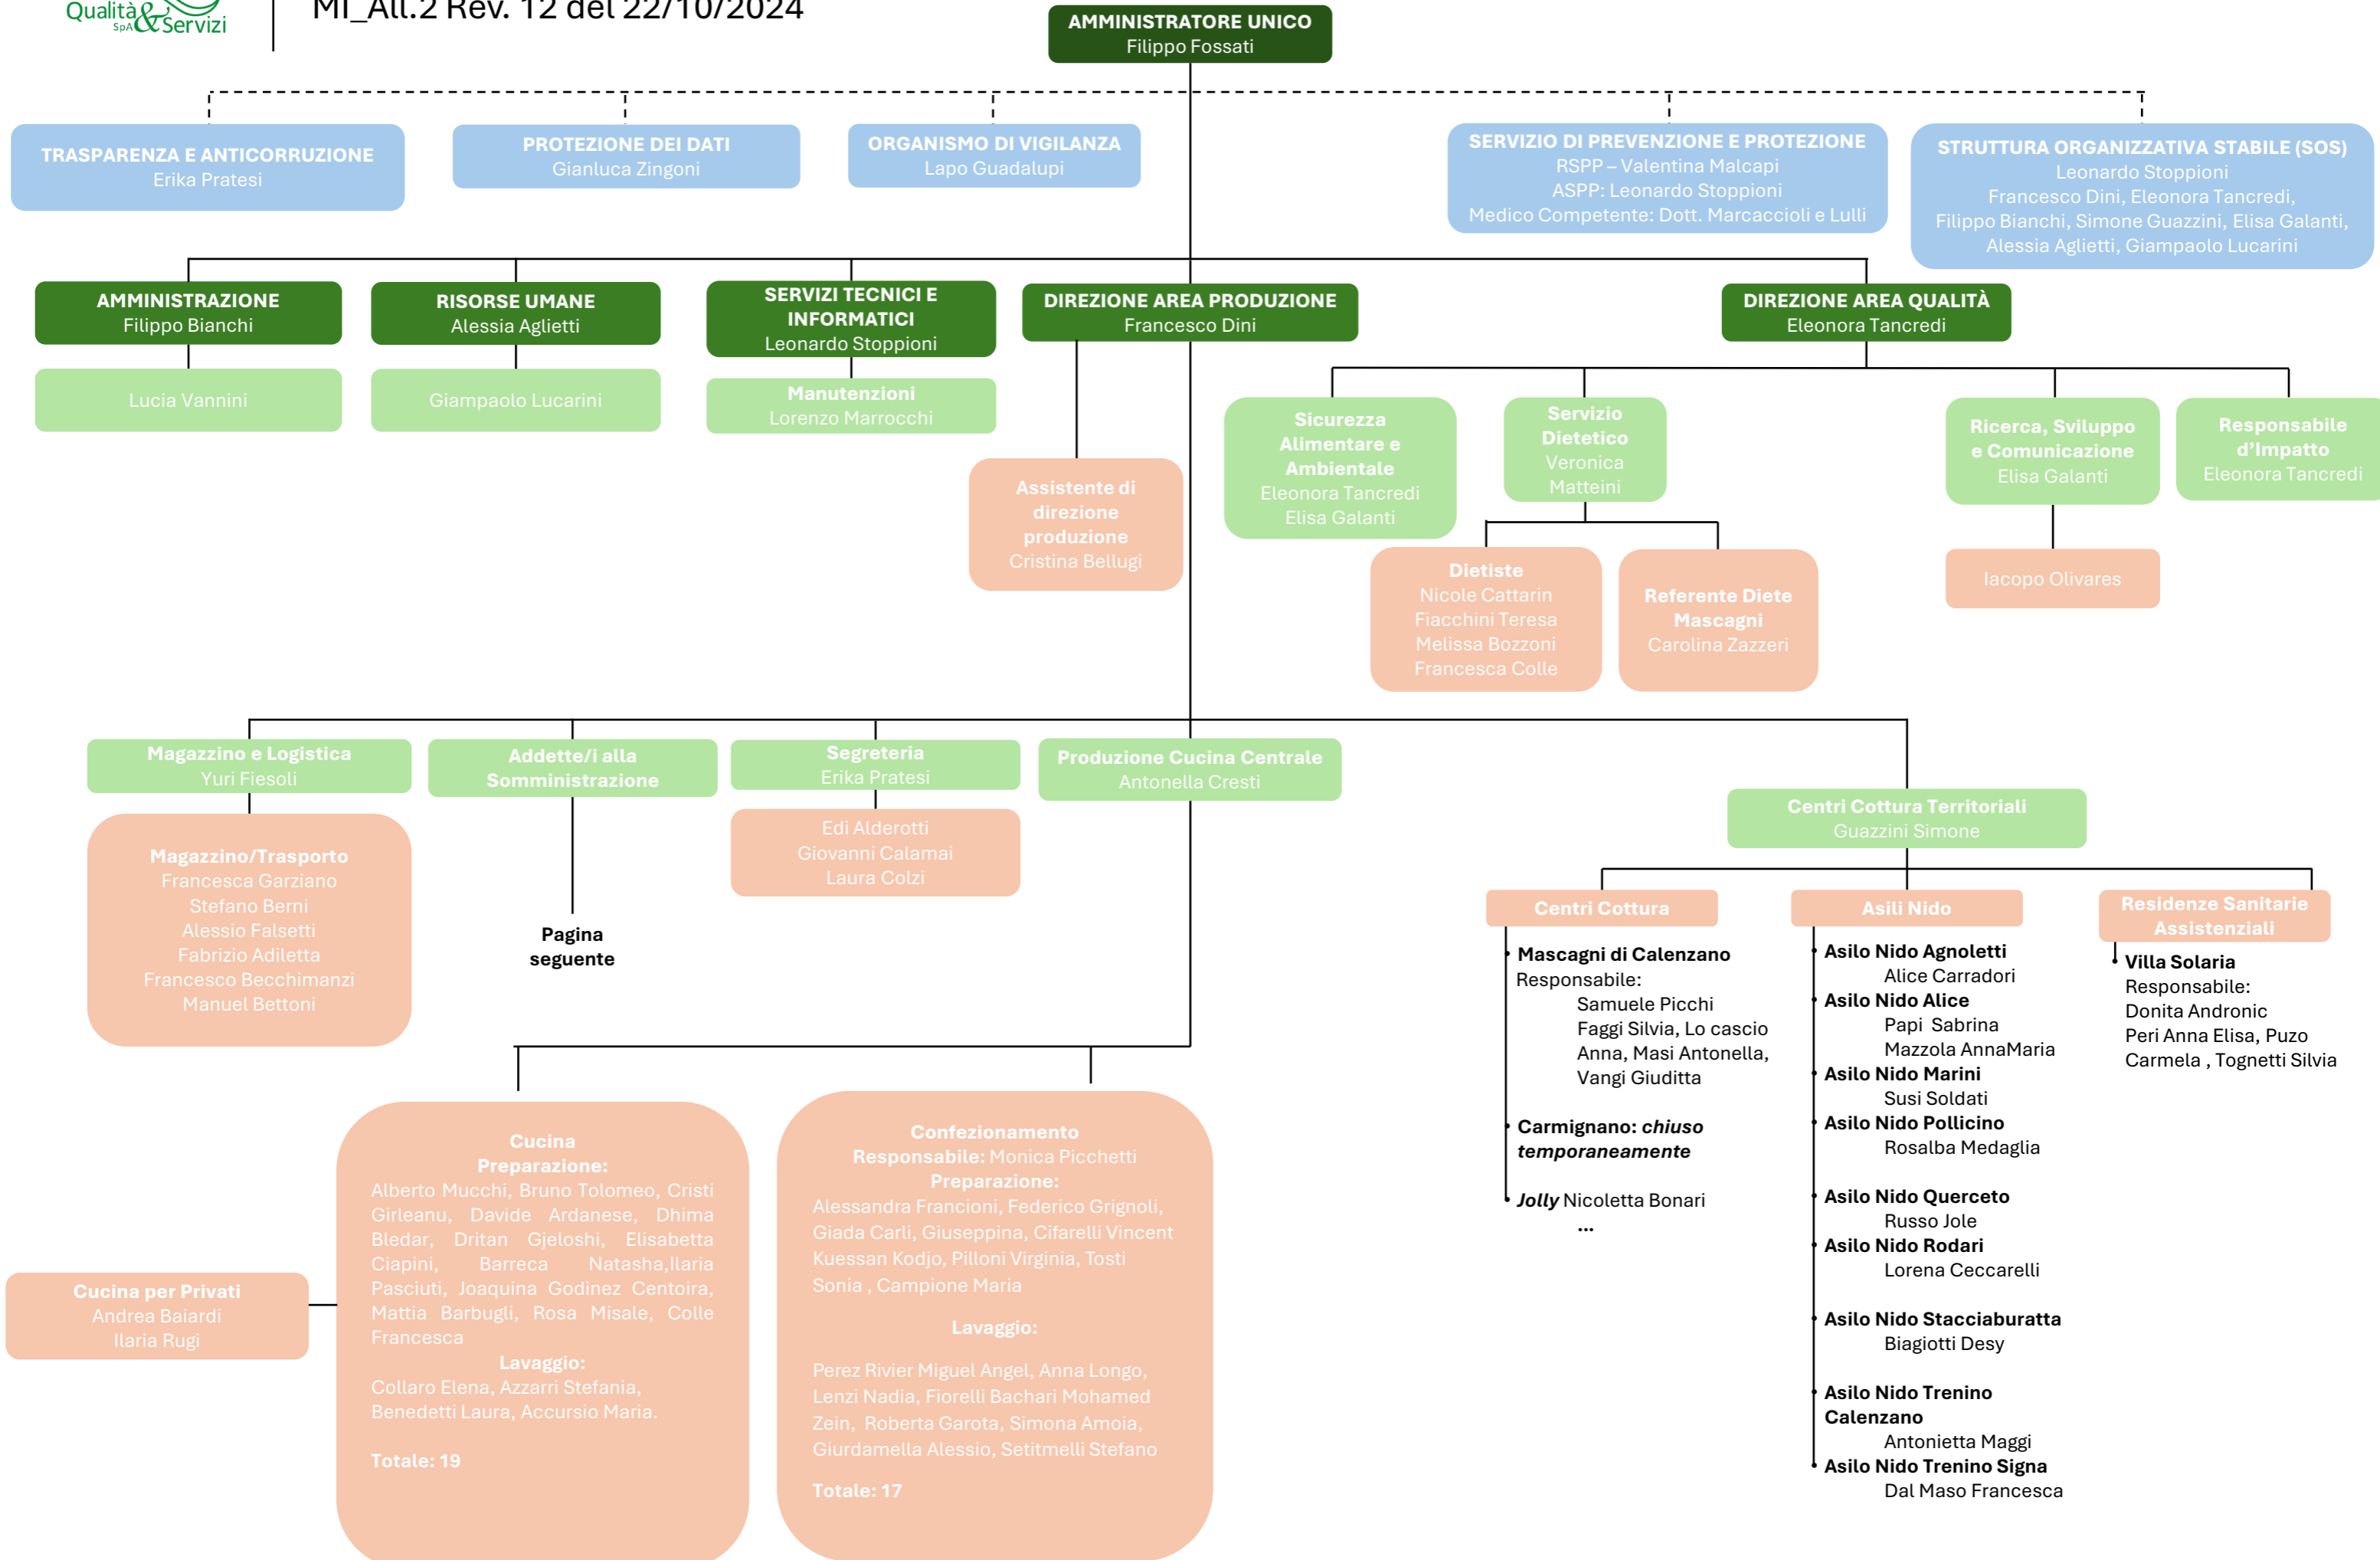 Qualità
SpA & Servizi
MI_All.2 Rev. 12 del 22/10/2024
AMMINISTRATORE UNICO
Filippo Fossati
TRASPARENZA E ANTICORRUZIONE
Erika Pratesi
PROTEZIONE DEI DATI
Gianluca Zingoni
ORGANISMO DI VIGILANZA
Lapo Guadalupi
SERVIZIO DI PREVENZIONE E PROTEZIONE
RSPP – Valentina Malcapi
ASPP: Leonardo Stoppioni
Medico Competente: Dott. Marcaccioli e Lulli
STRUTTURA ORGANIZZATIVA STABILE (SOS)
Leonardo Stoppioni
Francesco Dini, Eleonora Tancredi,
Filippo Bianchi, Simone Guazzini, Elisa Galanti,
Alessia Aglietti, Giampaolo Lucarini
AMMINISTRAZIONE
Filippo Bianchi
RISORSE UMANE
Alessia Aglietti
SERVIZI TECNICI E
INFORMATICI
Leonardo Stoppioni
DIREZIONE AREA PRODUZIONE
Francesco Dini
DIREZIONE AREA QUALITÀ
Eleonora Tancredi
Lucia Vannini
Giampaolo Lucarini
Manutenzioni
Lorenzo Marrocchi
Assistente di
direzione
produzione
Cristina Bellugi
Sicurezza
Alimentare e
Ambientale
Eleonora Tancredi
Elisa Galanti
Servizio
Dietetico
Veronica
Matteini
Ricerca, Sviluppo
e Comunicazione
Elisa Galanti
Responsabile
d'Impatto
Eleonora Tancredi
Dietiste
Nicole Cattarin
Fiacchini Teresa
Melissa Bozzoni
Francesca Colle
Referente Diete
Mascagni
Carolina Zazzeri
Iacopo Olivares
Magazzino e Logistica
Yuri Fiesoli
Addette/i alla
Somministrazione
Segreteria
Erika Pratesi
Produzione Cucina Centrale
Antonella Cresti
Centri Cottura Territoriali
Guazzini Simone
Magazzino/Trasporto
Francesca Garziano
Stefano Berni
Alessio Falsetti
Fabrizio Adiletta
Francesco Becchimanzi
Manuel Bettoni
Pagina
seguente
Edi Alderotti
Giovanni Calamai
Laura Colzi
Centri Cottura
Mascagni di Calenzano
Responsabile:
Samuele Picchi
Faggi Silvia, Lo cascio
Anna, Masi Antonella,
Vangi Giuditta
Carmignano: chiuso
temporaneamente
Jolly Nicoletta Bonari
...
Asili Nido
Asilo Nido Agnoletti
Alice Carradori
Asilo Nido Alice
Papi  Sabrina
Mazzola AnnaMaria
Asilo Nido Marini
Susi Soldati
Asilo Nido Pollicino
Rosalba Medaglia
Asilo Nido Querceto
Russo Jole
Asilo Nido Rodari
Lorena Ceccarelli
Asilo Nido Stacciaburatta
Biagiotti Desy
Asilo Nido Trenino
Calenzano
Antonietta Maggi
Asilo Nido Trenino Signa
Dal Maso Francesca
Residenze Sanitarie
Assistenziali
Villa Solaria
Responsabile:
Donita Andronic
Peri Anna Elisa, Puzo
Carmela , Tognetti Silvia
Cucina per Privati
Andrea Baiardi
Ilaria Rugi
Cucina
Preparazione:
Alberto Mucchi, Bruno Tolomeo, Cristi
Girleanu, Davide Ardanese, Dhima
Bledar, Dritan Gjeloshi, Elisabetta
Ciapini, Barreca Natasha,Ilaria
Pasciuti, Joaquina Godinez Centoira,
Mattia Barbugli, Rosa Misale, Colle
Francesca
Lavaggio:
Collaro Elena, Azzarri Stefania,
Benedetti Laura, Accursio Maria.
Totale: 19
Confezionamento
Responsabile: Monica Picchetti
Preparazione:
Alessandra Francioni, Federico Grignoli,
Giada Carli, Giuseppina, Cifarelli Vincent
Kuessan Kodjo, Pilloni Virginia, Tosti
Sonia , Campione Maria
Lavaggio:
Perez Rivier Miguel Angel, Anna Longo,
Lenzi Nadia, Fiorelli Bachari Mohamed
Zein,  Roberta Garota, Simona Amoia,
Giurdamella Alessio, Setitmelli Stefano
Totale: 17